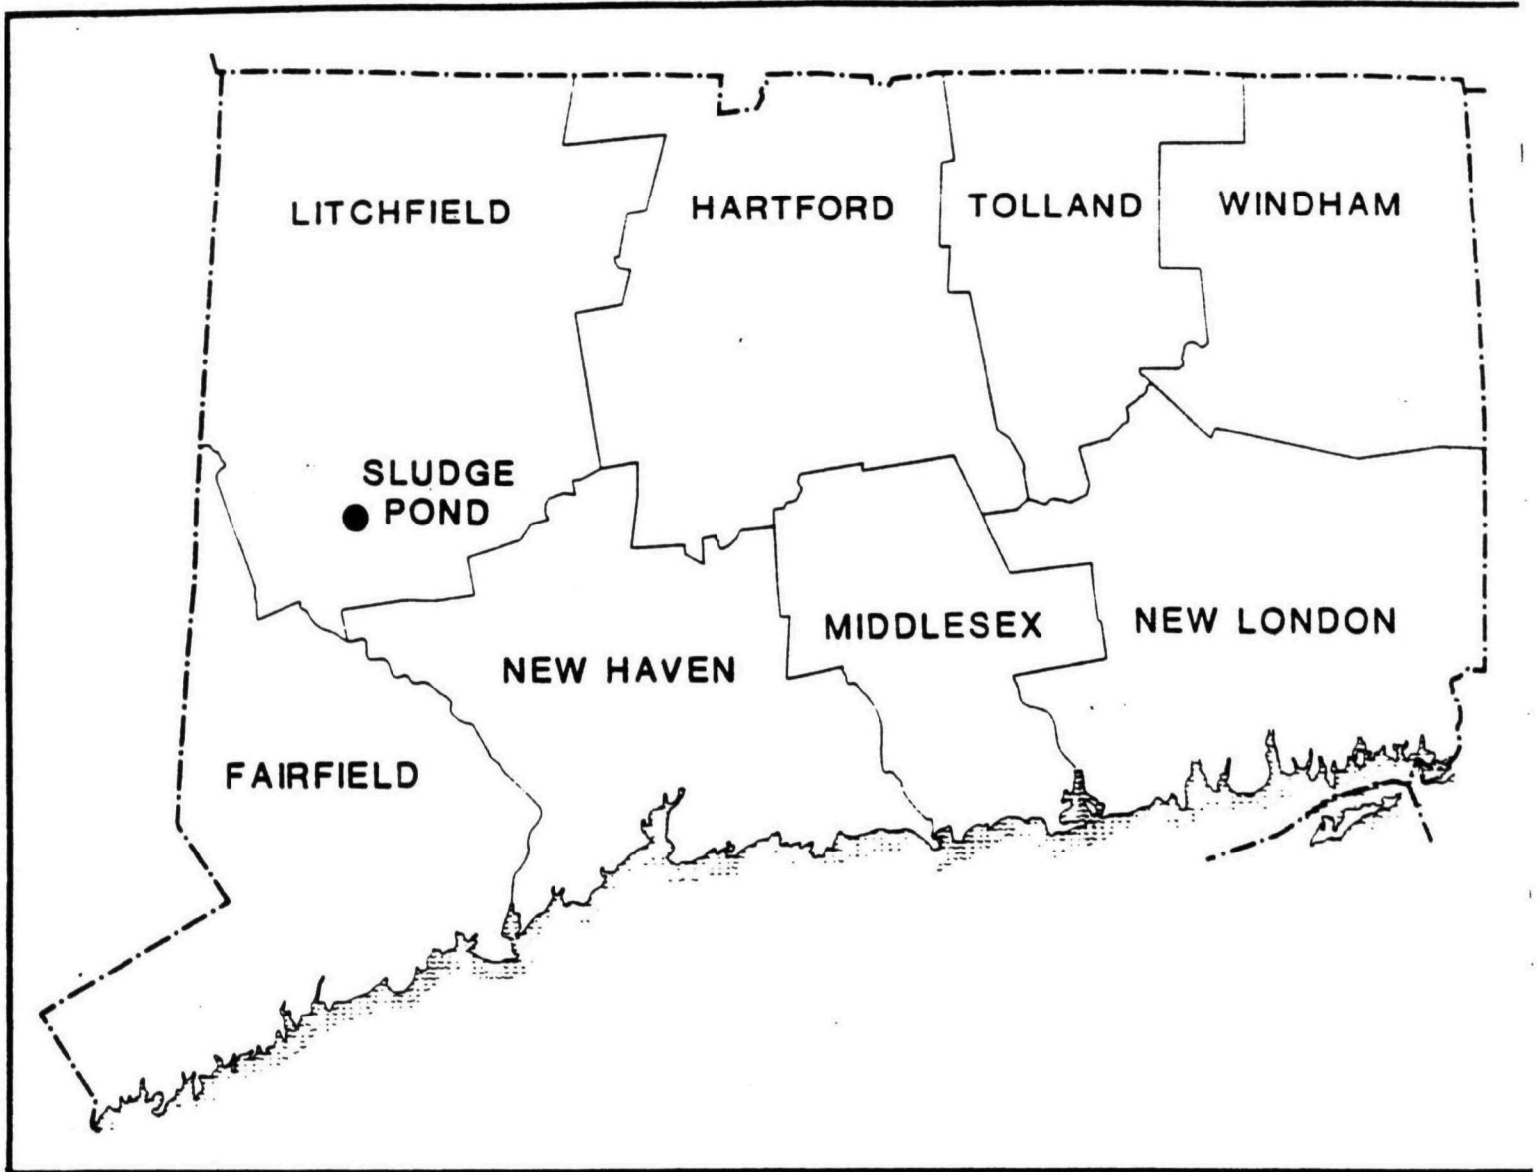 LITCHFIELD
HARTFORD
TOLLAND
WINDHAM
SLUDGE
POND
MIDDLESEX
NEW LONDON
NEW HAVEN
FAIRFIELD